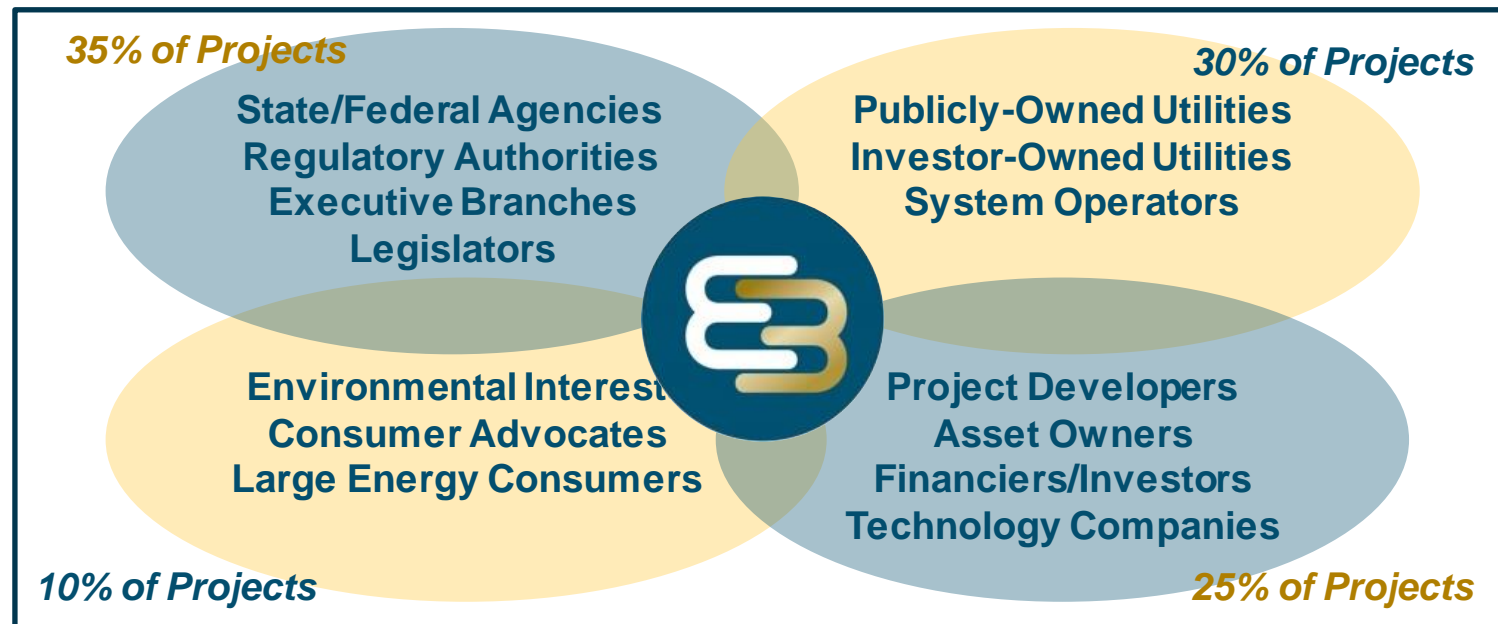 35% of Projects
State/Federal Agencies
Regulatory Authorities
Executive Branches
Legislators
30% of Projects
Publicly-Owned Utilities
Investor-Owned Utilities
System Operators
Environmental Interest
Consumer Advocates
Large Energy Consumers
10% of Projects
Project Developers
Asset Owners
Financiers/Investors
Technology Companies
25% of Projects